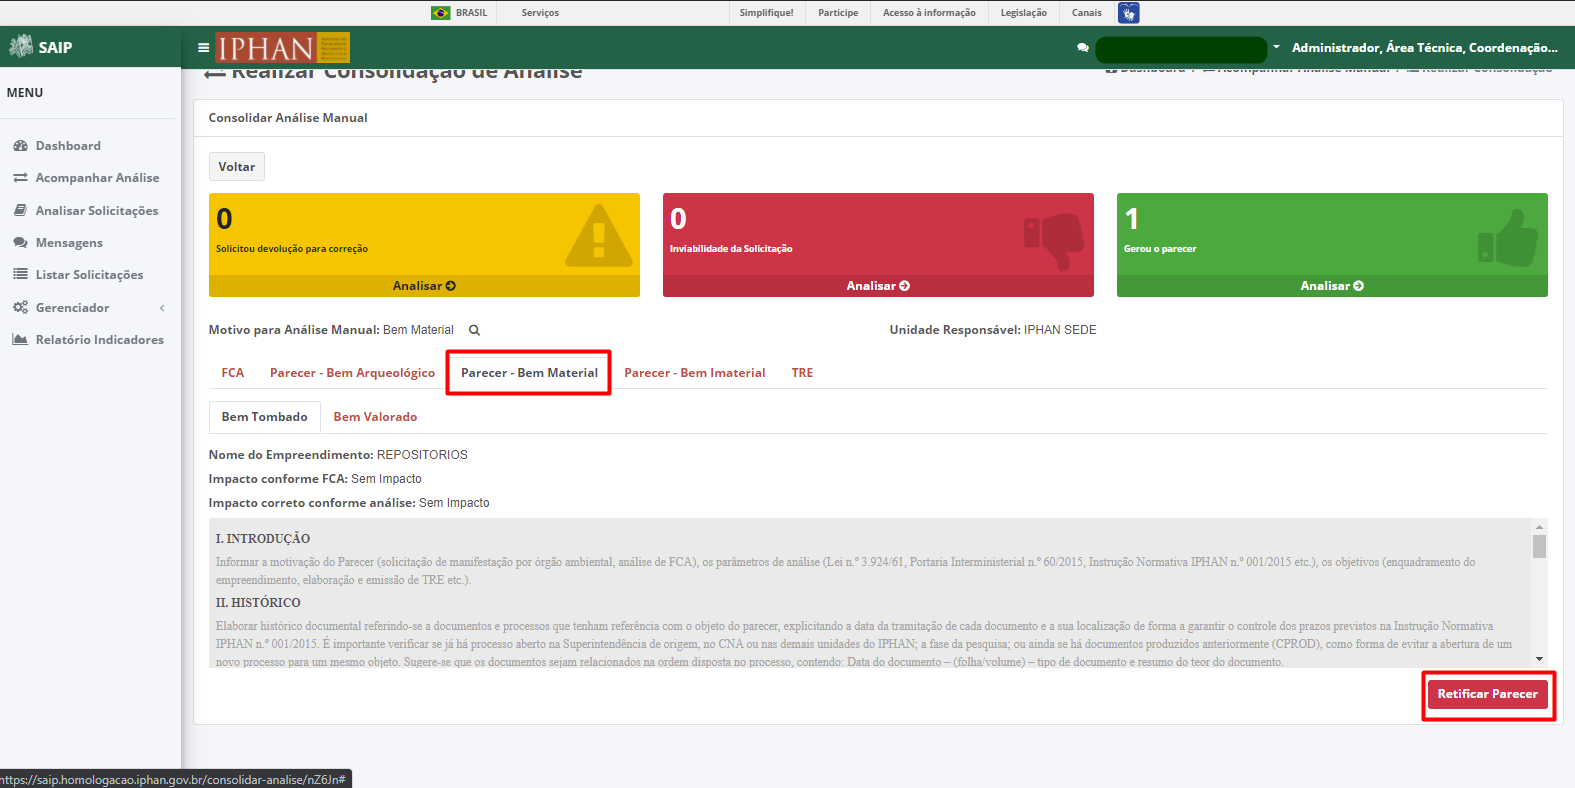 BRASIL
Serviços
Simplifique!
Participe
Acesso à informação
Legislação
Canais
SAIP
IPHAN
Administrador, Área Técnica, Coordenação...
Realizar Consolidação de Análise
Dashboard / Acompanhar Análise Manual / Realizar Consolidação
MENU
Dashboard
Acompanhar Análise
Analisar Solicitações
Mensagens
Listar Solicitações
Gerenciador
Relatório Indicadores
Consolidar Análise Manual
Voltar
0
Solicitou devolução para correção
Analisar
0
Inviabilidade da Solicitação
Analisar
1
Gerou o parecer
Analisar
Motivo para Análise Manual: Bem Material
Unidade Responsável: IPHAN SEDE
FCA
Parecer - Bem Arqueológico
Parecer - Bem Material
Parecer - Bem Imaterial
TRE
Bem Tombado
Bem Valorado
Nome do Empreendimento: REPOSITORIOS
Impacto conforme FCA: Sem Impacto
Impacto correto conforme análise: Sem Impacto
I. INTRODUÇÃO
Informar a motivação do Parecer (solicitação de manifestação por órgão ambiental, análise de FCA), os parâmetros de análise (Lei n.º 3.924/61, Portaria Interministerial n.º 60/2015, Instrução Normativa IPHAN n.º 001/2015 etc.), os objetivos (enquadramento do
empreendimento, elaboração e emissão de TRE etc.).
II. HISTÓRICO
Elaborar histórico documental referindo-se a documentos e processos que tenham referência com o objeto do parecer, explicitando a data da tramitação de cada documento e a sua localização de forma a garantir o controle dos prazos previstos na Instrução Normativa
IPHAN n.º 001/2015. É importante verificar se já há processo aberto na Superintendência de origem, no CNA ou nas demais unidades do IPHAN; a fase da pesquisa; ou ainda se há documentos produzidos anteriormente (CPROD), como forma de evitar a abertura de um
novo processo para um mesmo objeto. Sugere-se que os documentos sejam relacionados na ordem disposta no processo, contendo: Data do documento – (folha/volume) – tipo de documento e resumo do teor do documento.
Retificar Parecer
https://saip.homologacao.iphan.gov.br/consolidar-analise/nZ6Jn#